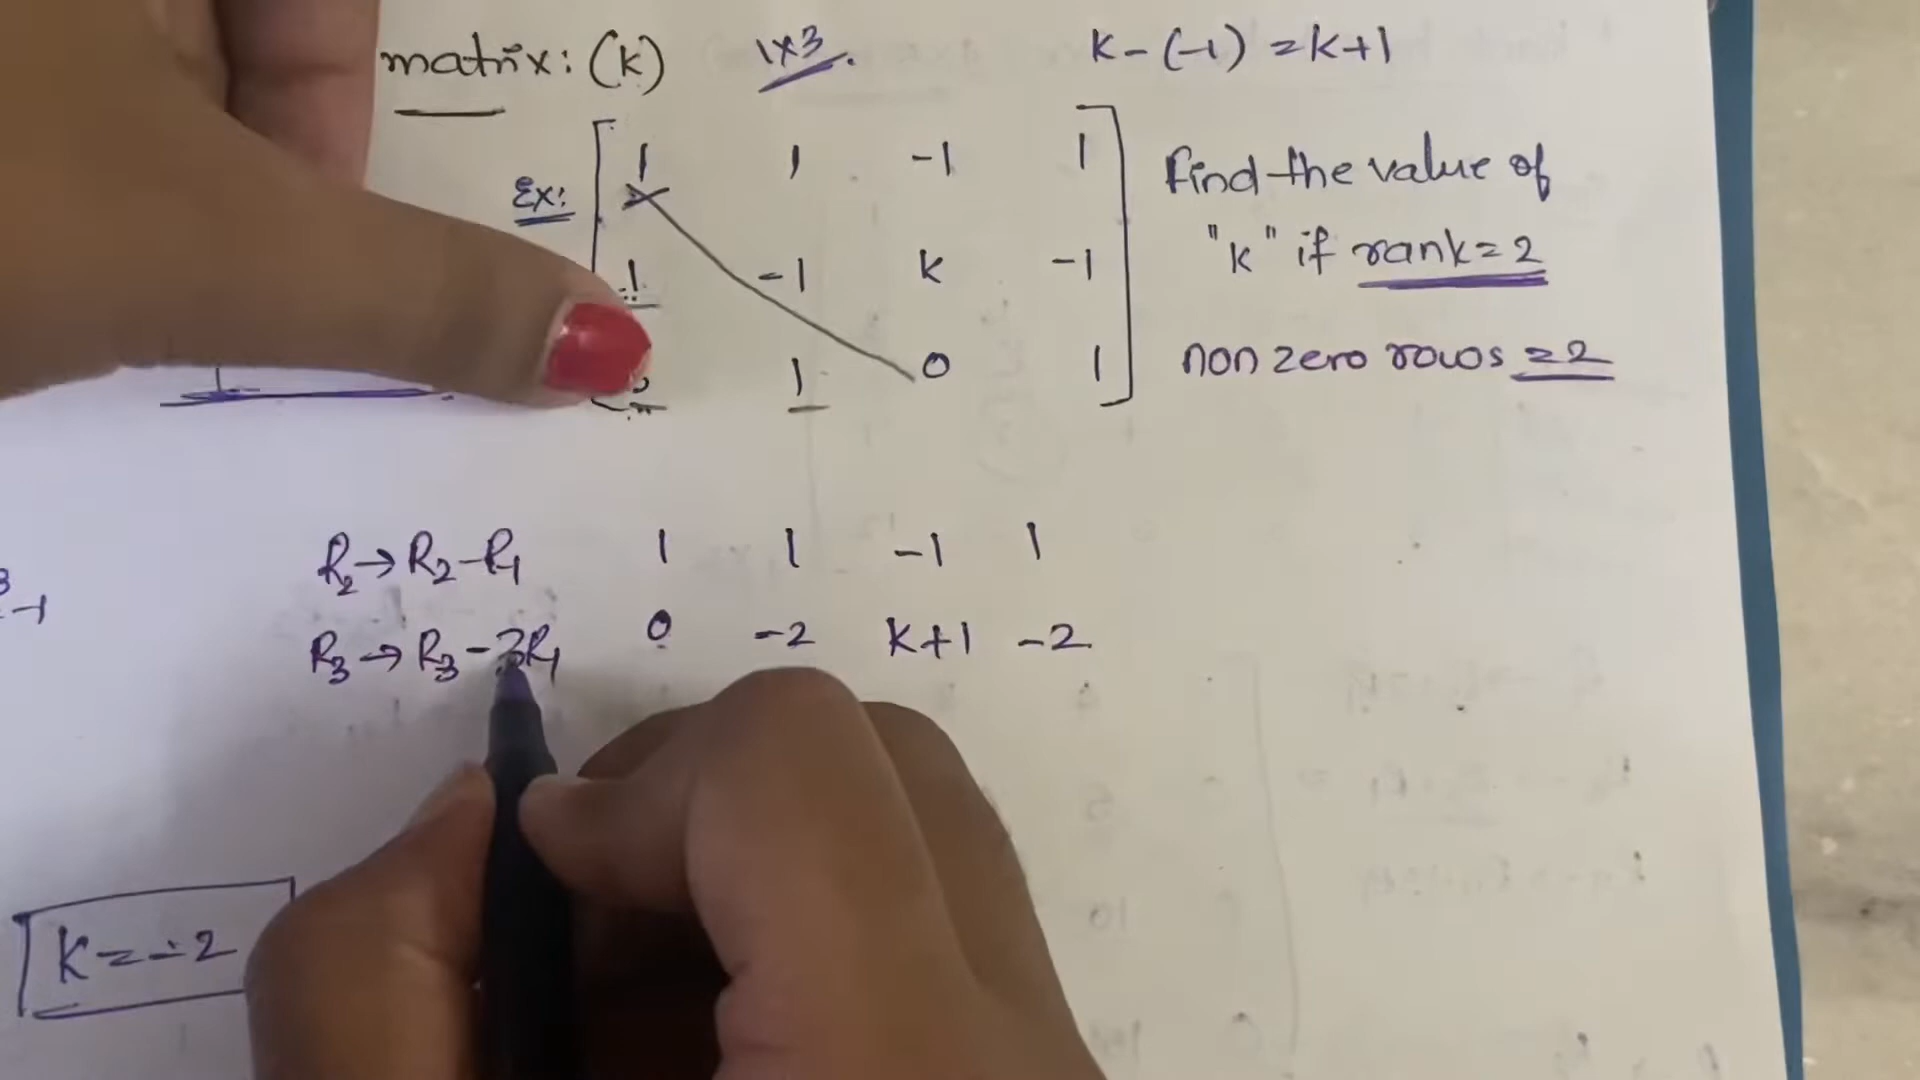 matrix: (k) 1x3. k-(-1) = k+1
Ex: 1 1 -1 1 Find the value of
1 -1 k -1 "k" if rank = 2
1 0 1 non zero rows = 2
R2→R2-R1 1 1 -1 1
R3→R3-3R1 0 -2 k+1 -2
k=-2